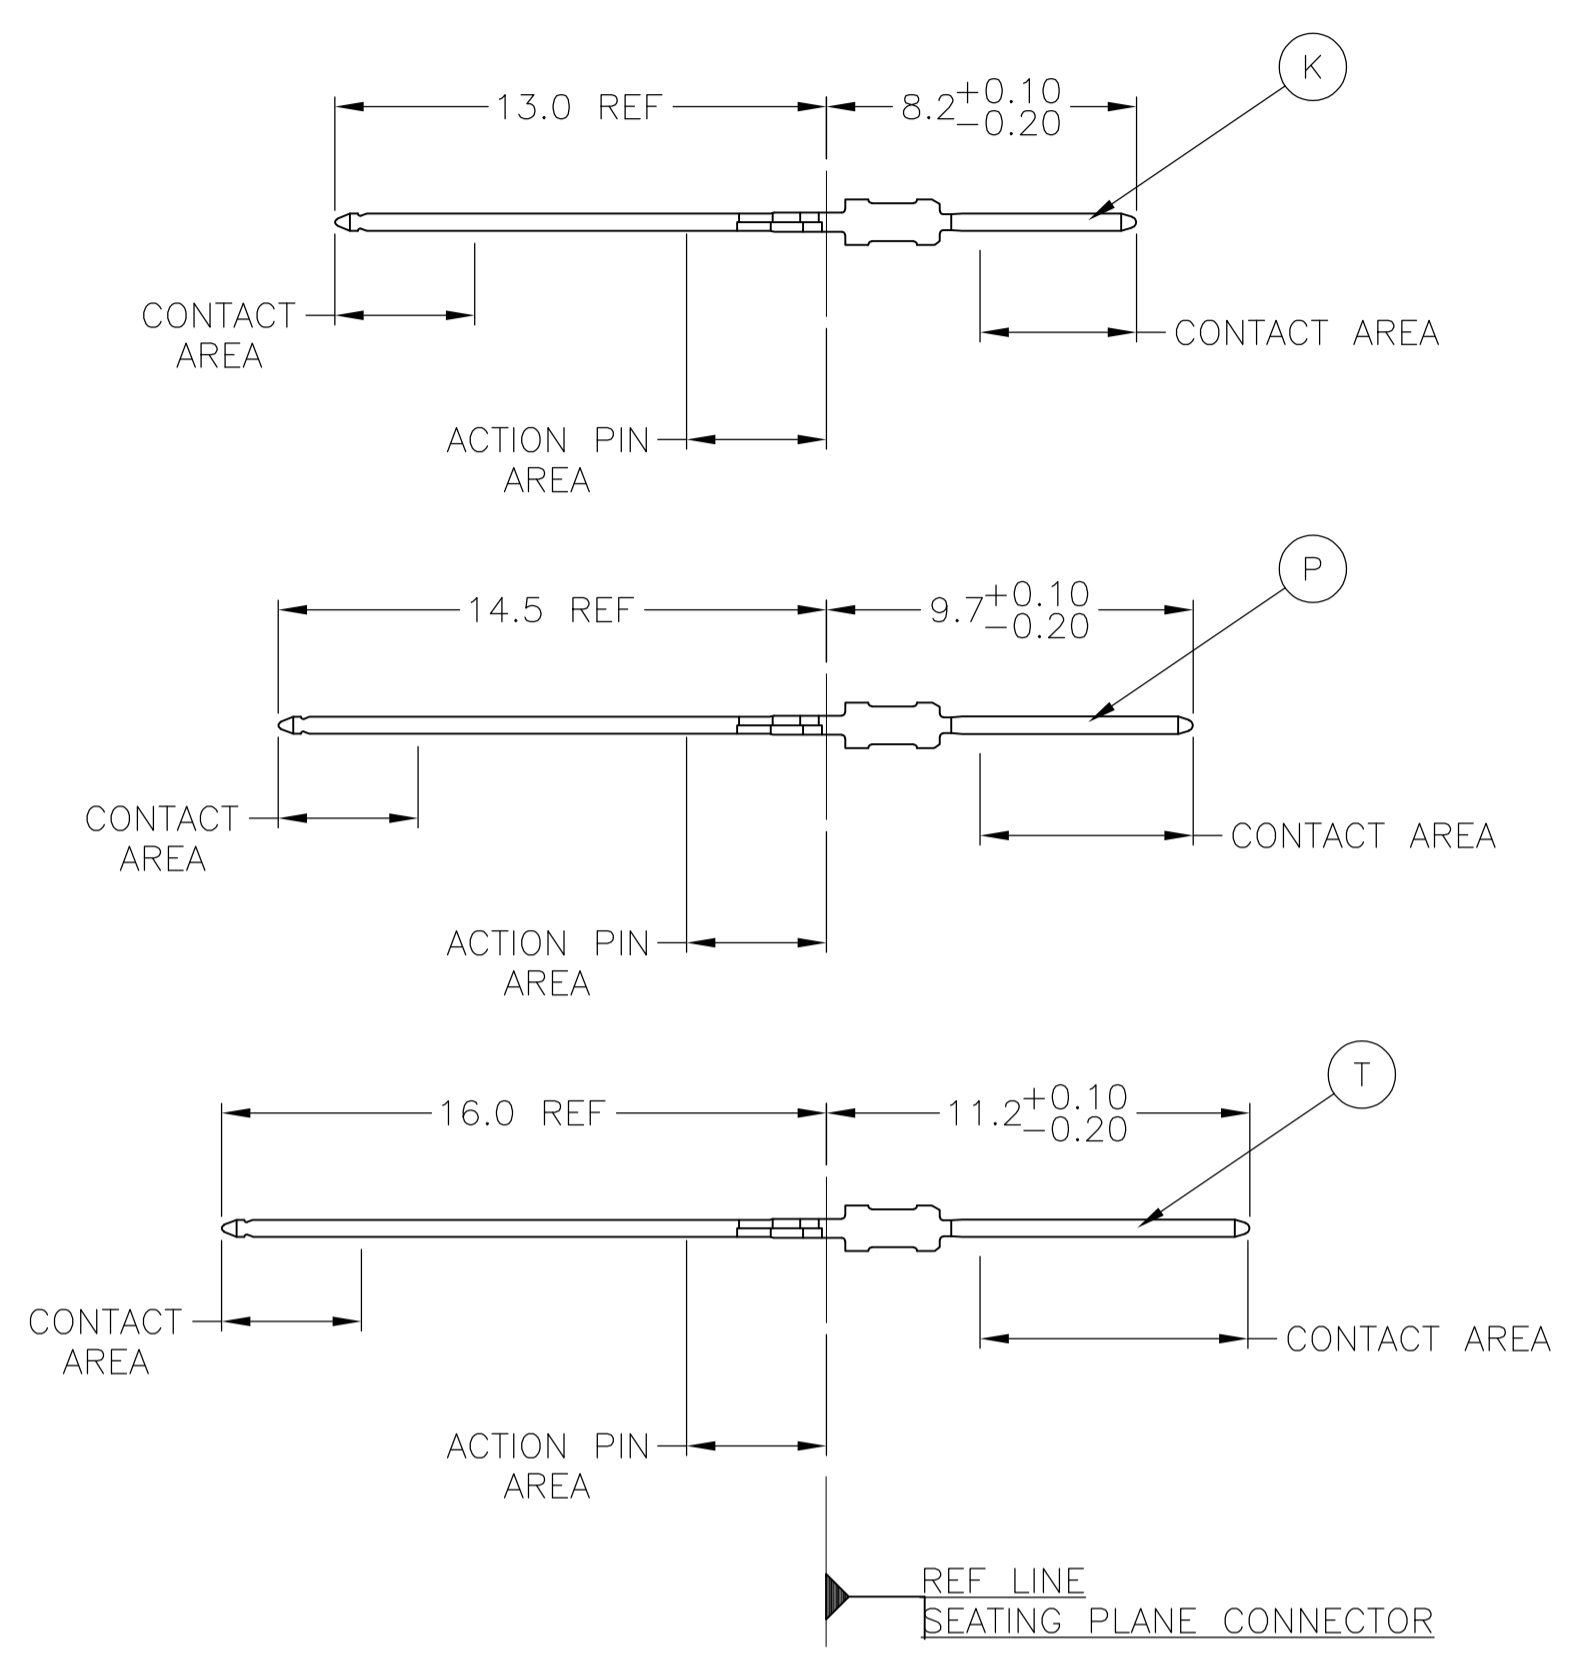 K
13.0 REF
8.2 +0.10
−0.20
CONTACT
AREA
CONTACT AREA
ACTION PIN
AREA
P
14.5 REF
9.7 +0.10
−0.20
CONTACT
AREA
CONTACT AREA
ACTION PIN
AREA
T
16.0 REF
11.2 +0.10
−0.20
CONTACT
AREA
CONTACT AREA
ACTION PIN
AREA
REF LINE
SEATING PLANE CONNECTOR